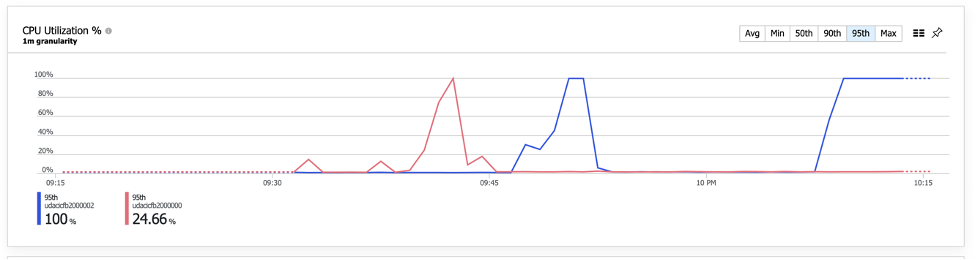 CPU Utilization %
1m granularity
Avg Min 50th 90th 95th Max
100%
80%
60%
40%
20%
0%
09:15 09:30 09:45 10 PM 10:15
95th 95th
udacicfb2000002 udacicfb2000000
100 % 24.66 %